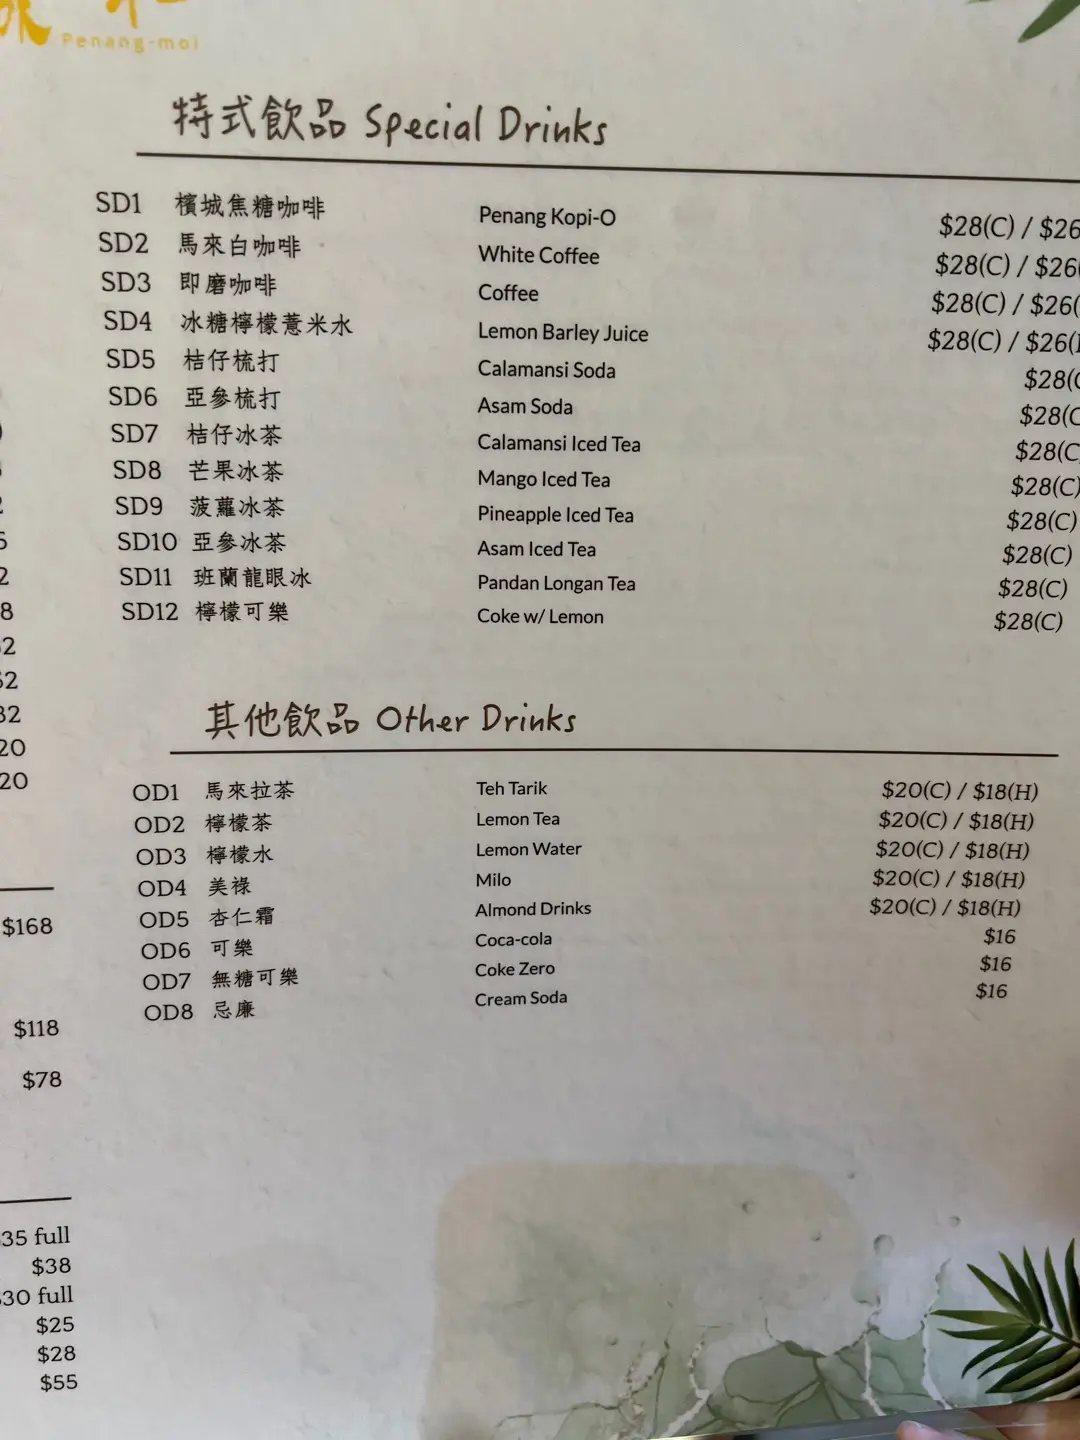 Penang-moi
特式飲品 Special Drinks
SD1 檳城焦糖咖啡 Penang Kopi-O $28(C) / $26
SD2 馬來白咖啡 White Coffee $28(C) / $26(
SD3 即磨咖啡 Coffee $28(C) / $26(
SD4 冰糖檸檬薏米水 Lemon Barley Juice $28(C) / $26(
SD5 桔仔梳打 Calamansi Soda $28(C
SD6 亞參梳打 Asam Soda $28(C
SD7 桔仔冰茶 Calamansi Iced Tea $28(C
SD8 芒果冰茶 Mango Iced Tea $28(C)
SD9 菠蘿冰茶 Pineapple Iced Tea $28(C)
SD10 亞參冰茶 Asam Iced Tea $28(C)
SD11 班蘭龍眼冰 Pandan Longan Tea $28(C)
SD12 檸檬可樂 Coke w/ Lemon $28(C)
其他飲品 Other Drinks
OD1 馬來拉茶 Teh Tarik $20(C) / $18(H)
OD2 檸檬茶 Lemon Tea $20(C) / $18(H)
OD3 檸檬水 Lemon Water $20(C) / $18(H)
OD4 美祿 Milo $20(C) / $18(H)
OD5 杏仁霜 Almond Drinks $20(C) / $18(H)
OD6 可樂 Coca-cola $16
OD7 無糖可樂 Coke Zero $16
OD8 忌廉 Cream Soda $16
$168
$118
$78
35 full
$38
30 full
$25
$28
$55